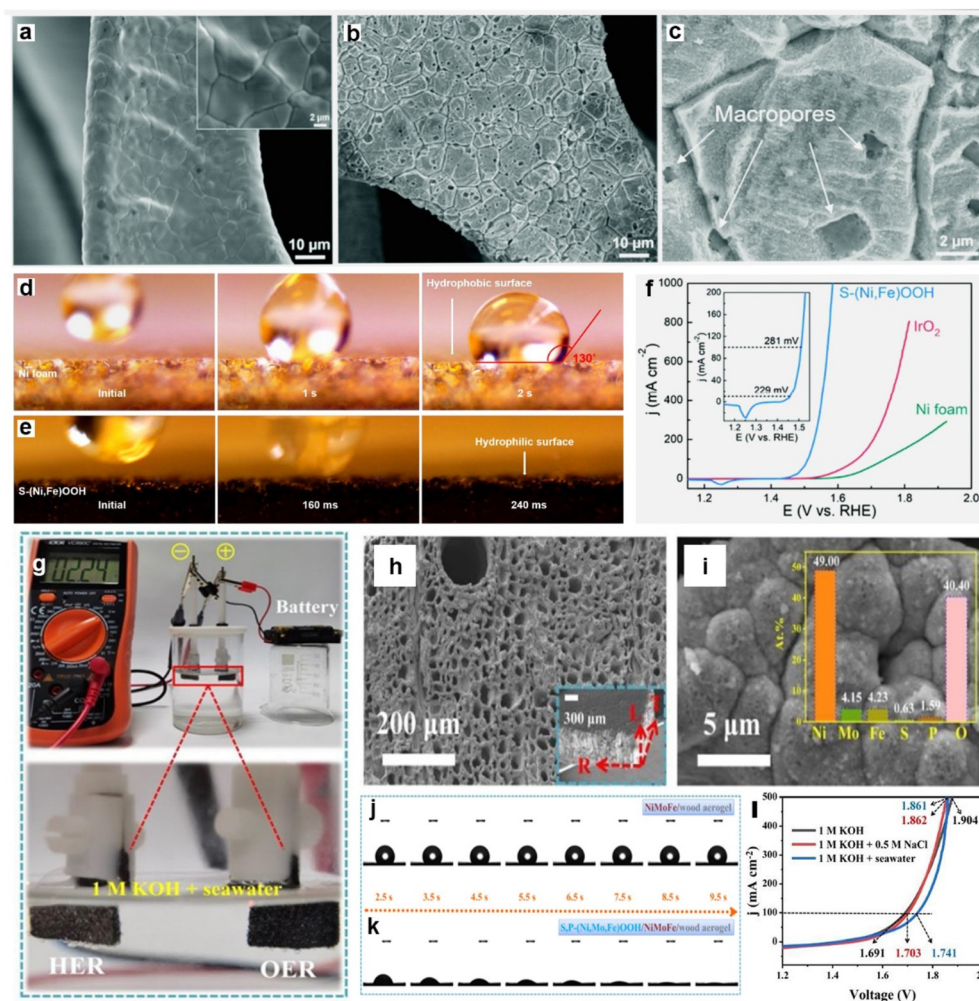 a
2 µm
10 µm
b
10 µm
c
Macropores
2 µm
d
Hydrophobic surface
130°
Ni foam
Initial
1 s
2 s
e
Hydrophilic surface
S-(Ni,Fe)OOH
Initial
160 ms
240 ms
f
1000
800
600
400
200
0
j (mA cm-2)
S-(Ni,Fe)OOH
IrO2
Ni foam
200
160
120
80
40
0
j (mA cm-2)
281 mV
229 mV
1.2 1.3 1.4 1.5
E (V vs. RHE)
1.2 1.4 1.6 1.8 2.0
E (V vs. RHE)
g
0224
− +
Battery
1 M KOH + seawater
HER
OER
h
200 µm
300 µm
L
R
i
5 µm
At.%
50
40
30
20
10
0
49.00
4.15
4.23
0.63
1.59
40.40
Ni Mo Fe S P O
j
NiMoFe/wood aerogel
2.5 s 3.5 s 4.5 s 5.5 s 6.5 s 7.5 s 8.5 s 9.5 s
k
S,P-(Ni,Mo,Fe)OOH/NiMoFe/wood aerogel
l
500
400
300
200
100
0
j (mA cm-2)
1 M KOH
1 M KOH + 0.5 M NaCl
1 M KOH + seawater
1.861
1.862
1.904
1.691
1.703
1.741
1.2 1.4 1.6 1.8
Voltage (V)